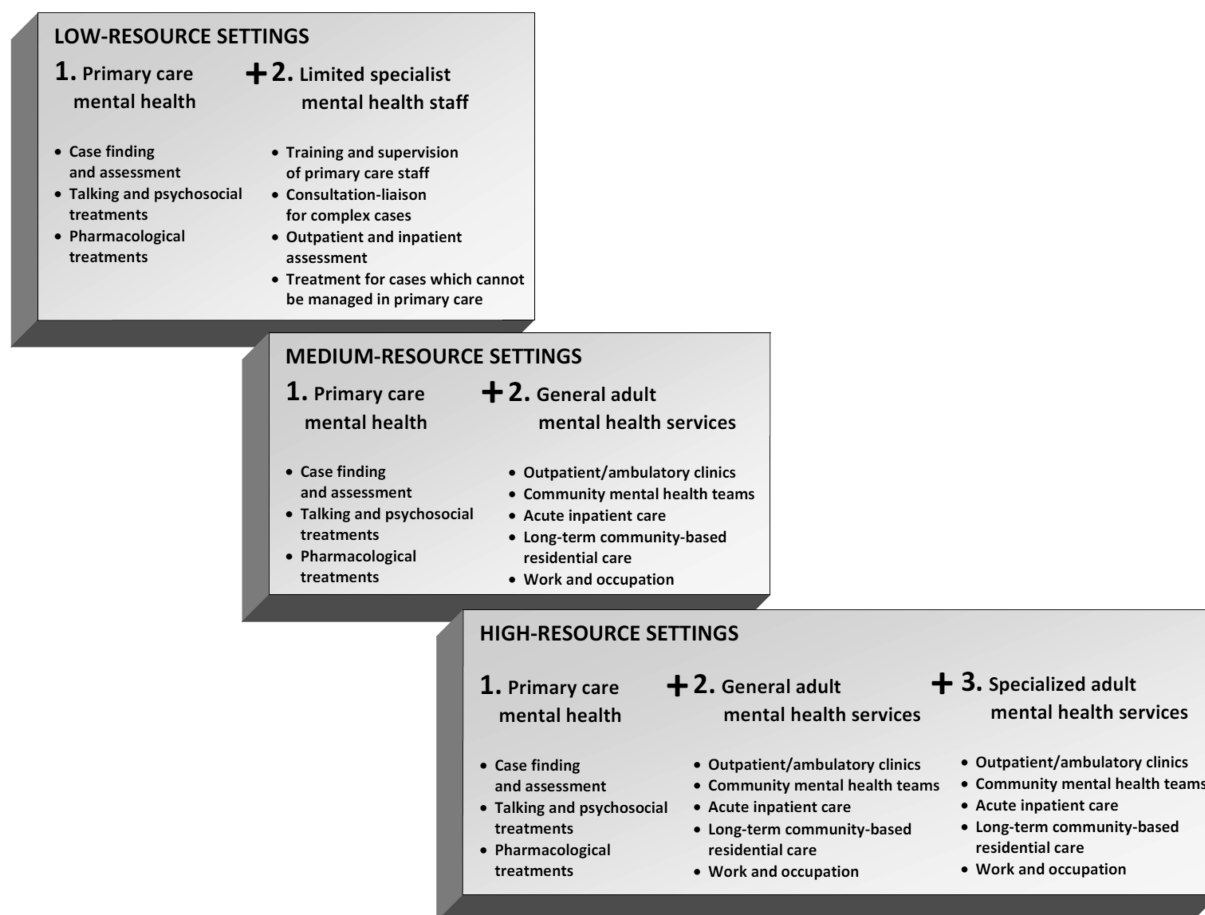 LOW-RESOURCE SETTINGS
1. Primary care
mental health
+ 2. Limited specialist
mental health staff
• Case finding
and assessment
• Talking and psychosocial
treatments
• Pharmacological
treatments
• Training and supervision
of primary care staff
• Consultation-liaison
for complex cases
• Outpatient and inpatient
assessment
• Treatment for cases which cannot
be managed in primary care
MEDIUM-RESOURCE SETTINGS
1. Primary care
mental health
+ 2. General adult
mental health services
• Case finding
and assessment
• Talking and psychosocial
treatments
• Pharmacological
treatments
• Outpatient/ambulatory clinics
• Community mental health teams
• Acute inpatient care
• Long-term community-based
residential care
• Work and occupation
HIGH-RESOURCE SETTINGS
1. Primary care
mental health
+ 2. General adult
mental health services
+ 3. Specialized adult
mental health services
• Case finding
and assessment
• Talking and psychosocial
treatments
• Pharmacological
treatments
• Outpatient/ambulatory clinics
• Community mental health teams
• Acute inpatient care
• Long-term community-based
residential care
• Work and occupation
• Outpatient/ambulatory clinics
• Community mental health teams
• Acute inpatient care
• Long-term community-based
residential care
• Work and occupation